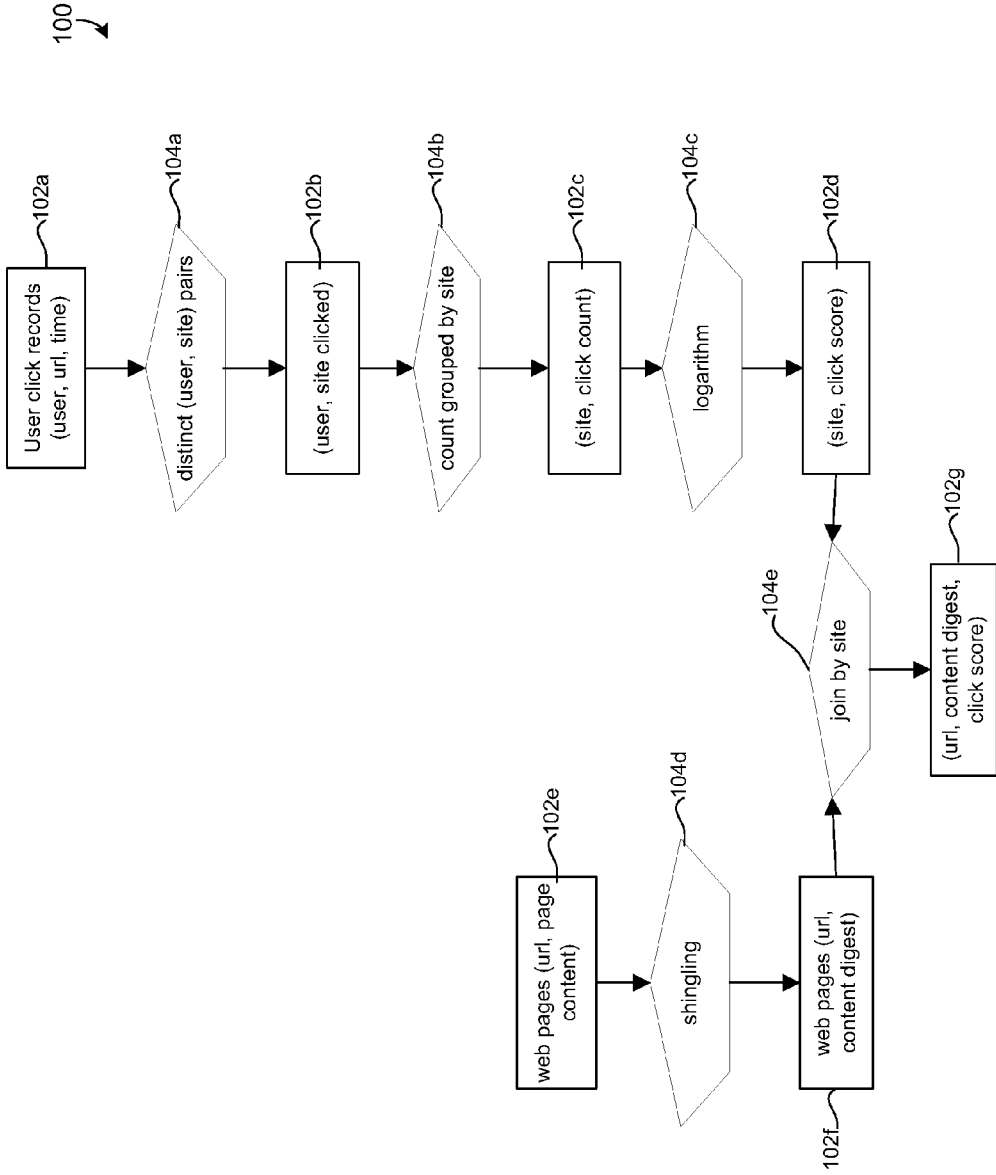 100
User click records
(user, url, time)
102a
distinct (user, site) pairs
104a
(user, site clicked)
102b
count grouped by site
104b
(site, click count)
102c
logarithm
104c
(site, click score)
102d
web pages (url, page
content)
102e
shingling
104d
web pages (url,
content digest)
102f
join by site
104e
(url, content digest,
click score)
102g